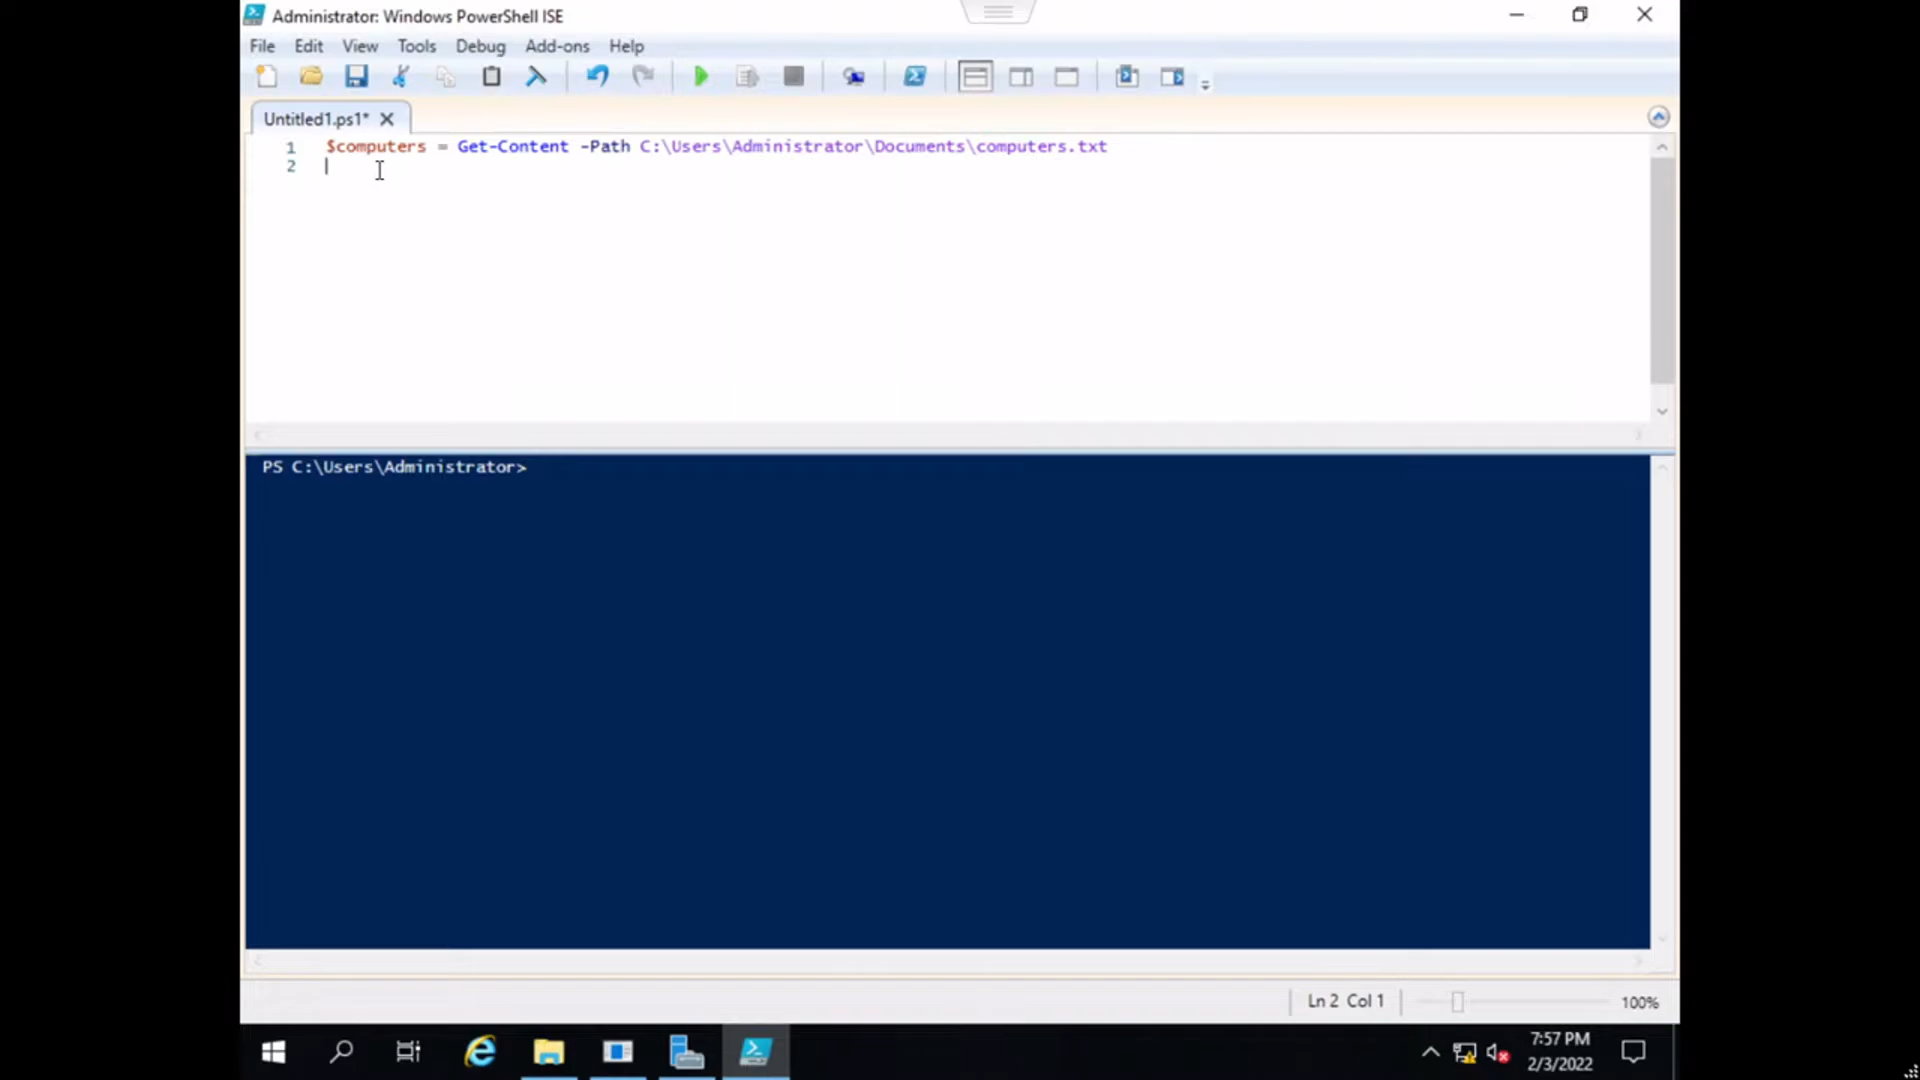 Administrator: Windows PowerShell ISE
File Edit View Tools Debug Add-ons Help
Untitled1.ps1*
1 $computers = Get-Content -Path C:\Users\Administrator\Documents\computers.txt
2
PS C:\Users\Administrator>
Ln 2 Col 1 100%
7:57 PM
2/3/2022